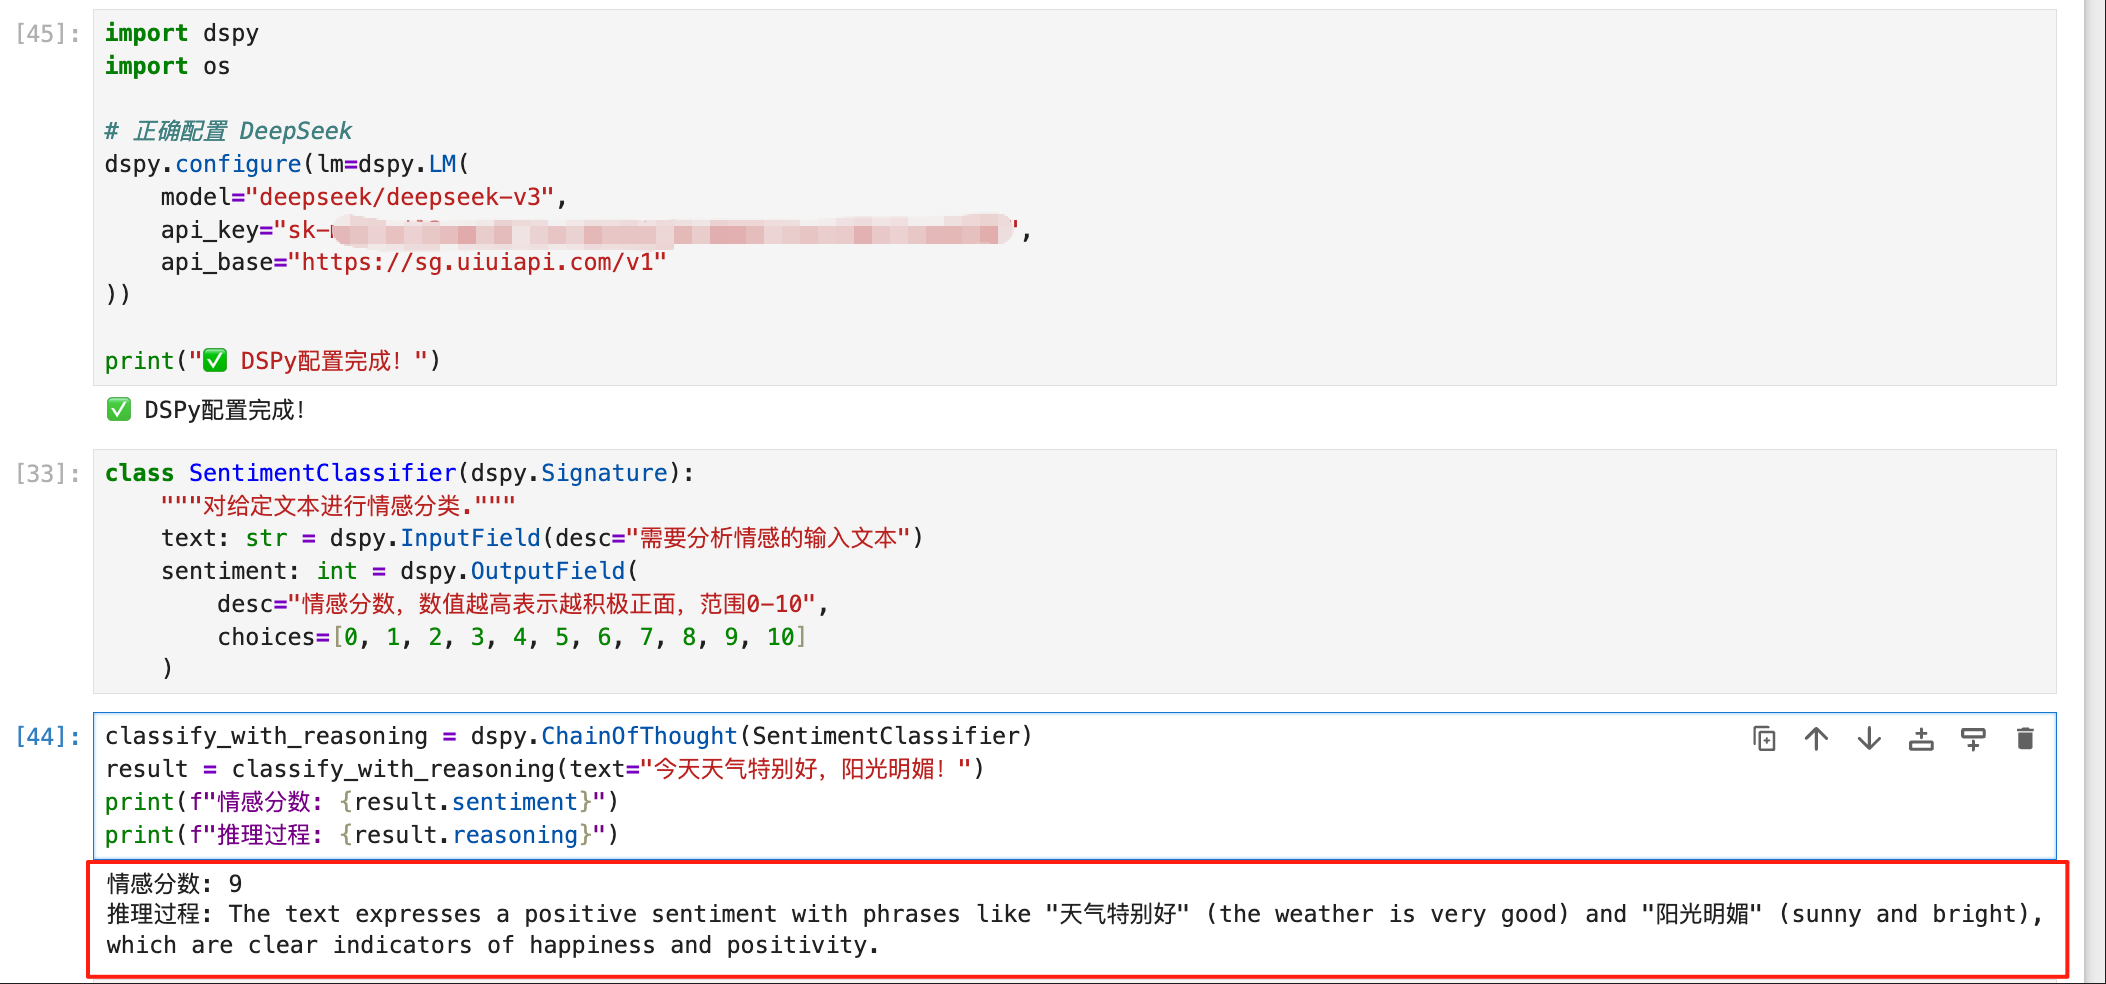 [45]:
import dspy
import os
# 正确配置 DeepSeek
dspy.configure(lm=dspy.LM(
    model="deepseek/deepseek-v3",
    api_key="sk-",
    api_base="https://sg.uiuiapi.com/v1"
))
print("✅ DSPy配置完成！")
✅ DSPy配置完成！
[33]:
class SentimentClassifier(dspy.Signature):
    """对给定文本进行情感分类."""
    text: str = dspy.InputField(desc="需要分析情感的输入文本")
    sentiment: int = dspy.OutputField(
        desc="情感分数，数值越高表示越积极正面，范围0-10",
        choices=[0, 1, 2, 3, 4, 5, 6, 7, 8, 9, 10]
    )
[44]:
classify_with_reasoning = dspy.ChainOfThought(SentimentClassifier)
result = classify_with_reasoning(text="今天天气特别好，阳光明媚！")
print(f"情感分数: {result.sentiment}")
print(f"推理过程: {result.reasoning}")
情感分数: 9
推理过程: The text expresses a positive sentiment with phrases like "天气特别好" (the weather is very good) and "阳光明媚" (sunny and bright),
which are clear indicators of happiness and positivity.